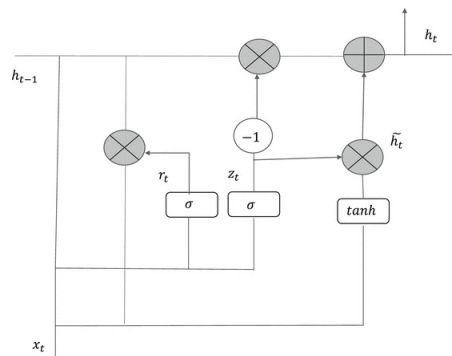 h_t
h_{t-1}
-1
h̃_t
r_t
z_t
σ
σ
tanh
x_t